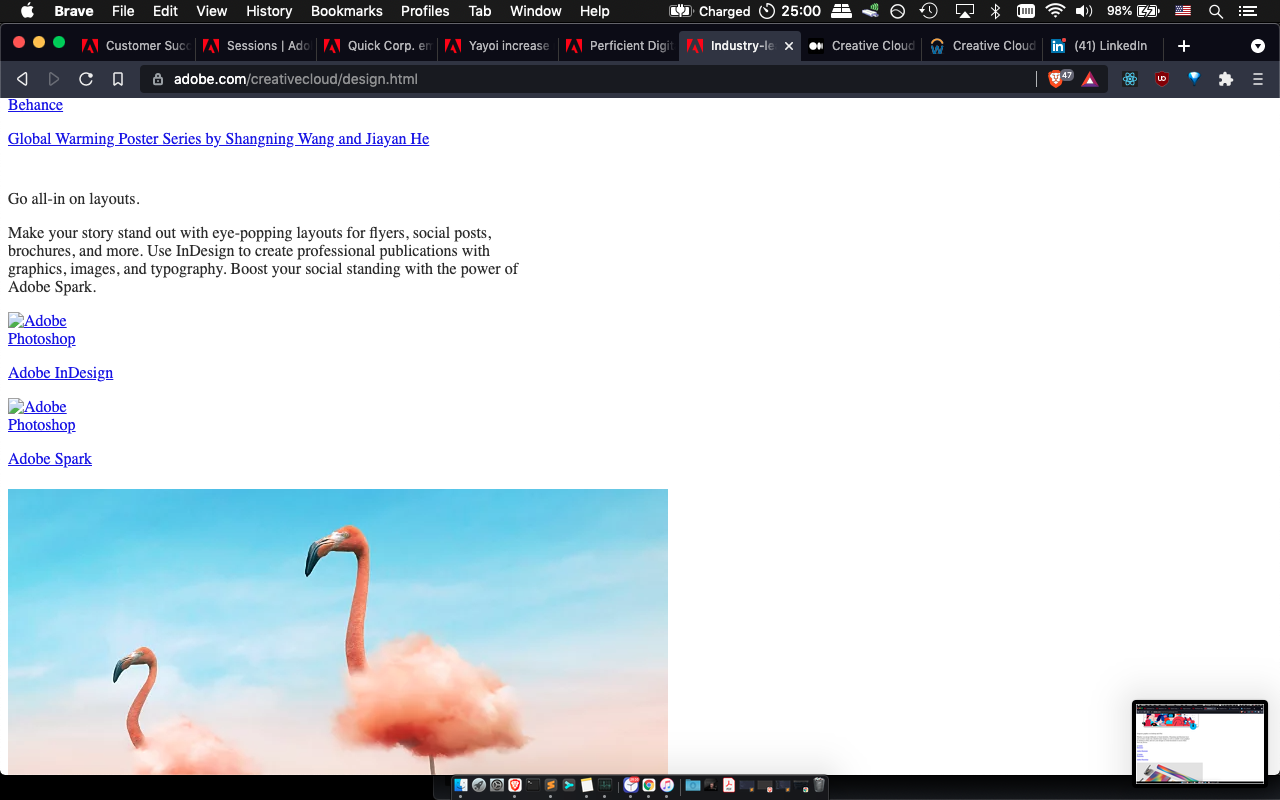 Brave File Edit View History Bookmarks Profiles Tab Window Help Charged 25:00 98%
Customer Succ Sessions | Ado Quick Corp. em Yayoi increase Perficient Digit Industry-le Creative Cloud Creative Cloud (41) LinkedIn
adobe.com/creativecloud/design.html 47
Behance
Global Warming Poster Series by Shangning Wang and Jiayan He
Go all-in on layouts.
Make your story stand out with eye-popping layouts for flyers, social posts,
brochures, and more. Use InDesign to create professional publications with
graphics, images, and typography. Boost your social standing with the power of
Adobe Spark.
Adobe
Photoshop
Adobe InDesign
Adobe
Photoshop
Adobe Spark